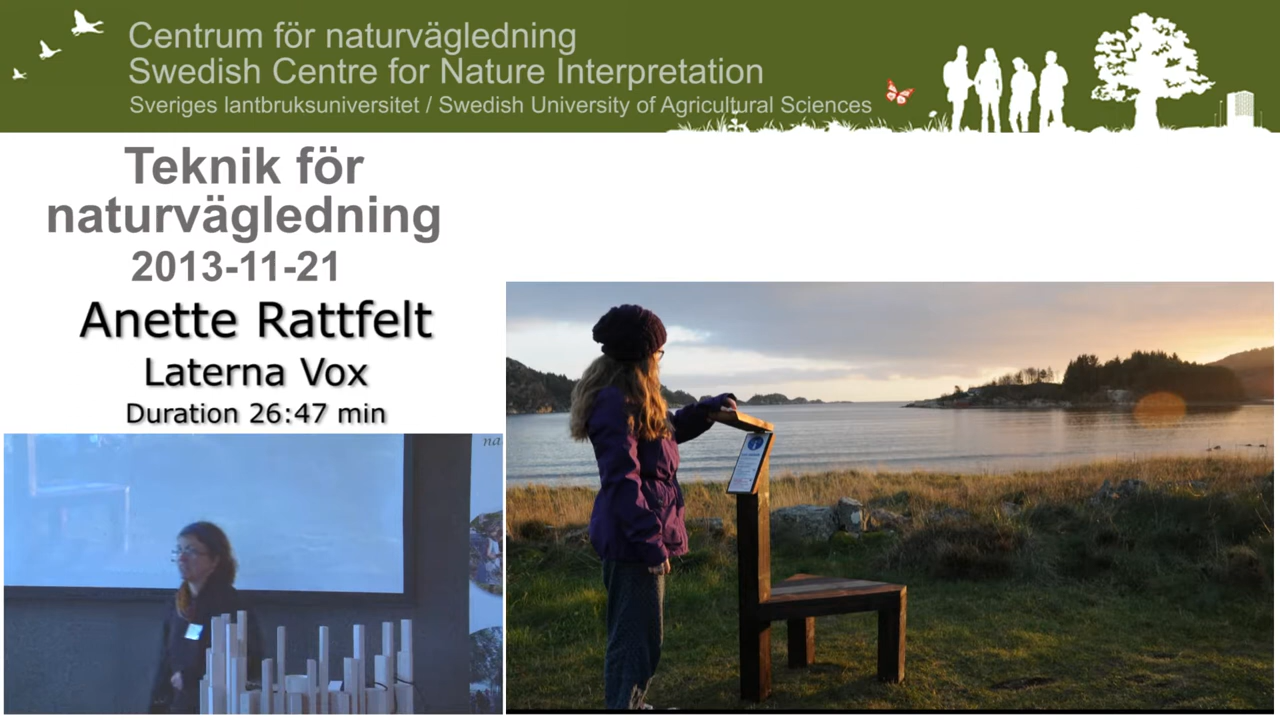 Centrum för naturvägledning
Swedish Centre for Nature Interpretation
Sveriges lantbruksuniversitet / Swedish University of Agricultural Sciences
Teknik för
naturvägledning
2013-11-21
Anette Rattfelt
Laterna Vox
Duration 26:47 min
na